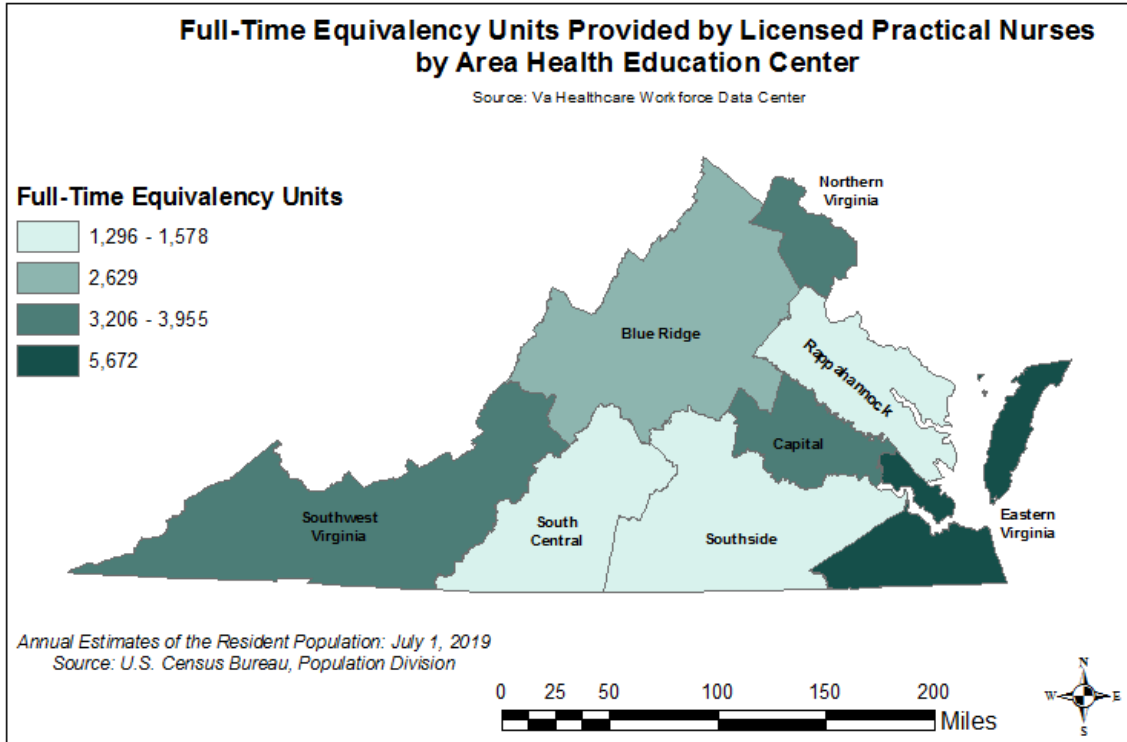 Full-Time Equivalency Units Provided by Licensed Practical Nurses
by Area Health Education Center
Source: Va Healthcare Workforce Data Center
Full-Time Equivalency Units
1,296 - 1,578
2,629
3,206 - 3,955
5,672
Northern
Virginia
Blue Ridge
Rappahannock
Capital
Southwest
Virginia
South
Central
Southside
Eastern
Virginia
Annual Estimates of the Resident Population: July 1, 2019
Source: U.S. Census Bureau, Population Division
0 25 50 100 150 200
Miles
N
W E
S